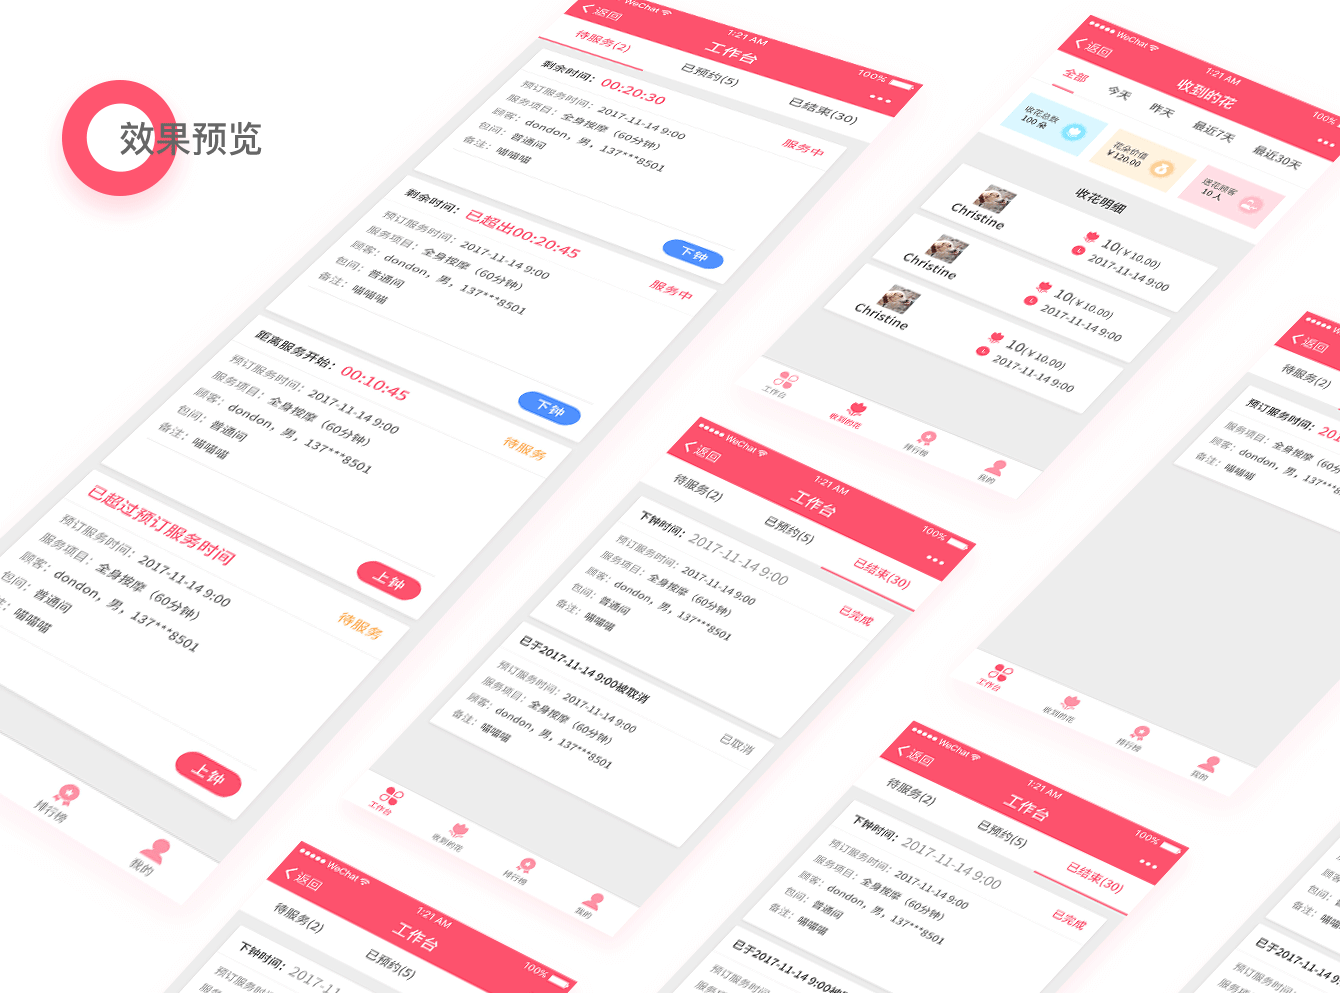 效果预览
WeChat
1:21 AM
100%
返回
工作台
待服务(2)
已预约(5)
已结束(30)
剩余时间：00:20:30
服务中
预订服务时间：2017-11-14 9:00
服务项目：全身按摩（60分钟）
顾客：dondon，男，137***8501
包间：普通间
备注：喵喵喵
下钟
剩余时间：已超出00:20:45
服务中
预订服务时间：2017-11-14 9:00
服务项目：全身按摩（60分钟）
顾客：dondon，男，137***8501
包间：普通间
备注：喵喵喵
下钟
距离服务开始：00:10:45
待服务
预订服务时间：2017-11-14 9:00
服务项目：全身按摩（60分钟）
顾客：dondon，男，137***8501
包间：普通间
备注：喵喵喵
上钟
已超过预订服务时间
待服务
预订服务时间：2017-11-14 9:00
服务项目：全身按摩（60分钟）
顾客：dondon，男，137***8501
包间：普通间
注：喵喵喵
上钟
排行榜
我的
WeChat
1:21 AM
100%
返回
收到的花
全部
今天
昨天
最近7天
最近30天
收花总数
100 朵
花朵价值
￥120.00
送花顾客
10 人
收花明细
Christine
10(￥10.00)
2017-11-14 9:00
Christine
10(￥10.00)
2017-11-14 9:00
Christine
10(￥10.00)
2017-11-14 9:00
工作台
收到的花
排行榜
我的
WeChat
1:21 AM
100%
返回
工作台
待服务(2)
已预约(5)
已结束(30)
下钟时间：2017-11-14 9:00
已完成
预订服务时间：2017-11-14 9:00
服务项目：全身按摩（60分钟）
顾客：dondon，男，137***8501
包间：普通间
备注：喵喵喵
已于2017-11-14 9:00被取消
已取消
预订服务时间：2017-11-14 9:00
服务项目：全身按摩（60分钟）
顾客：dondon，男，137***8501
备注：喵喵喵
工作台
收到的花
排行榜
我的
返回
待服务(2)
预订服务时间：201
服务项目：全身按摩（60分
顾客：dondon，男，137***8
备注：喵喵喵
工作台
收到的花
排行榜
我的
WeChat
1:21 AM
100%
返回
工作台
待服务(2)
已预约(5)
已结束(30)
下钟时间：2017-11-14 9:00
已完成
预订服务时间：2017-11-14 9:00
服务项目：全身按摩（60分钟）
顾客：dondon，男，137***8501
包间：普通间
备注：喵喵喵
已于2017-11-14 9:00被取
预订服务时间：2017-11-14
服务项目：全身按
WeChat
1:21 AM
100%
返回
工作台
待服务(2)
已预约(5)
下钟时间：2017-11-1
预订服务时间：2017-11-
服务项目
顾客
包间：
备注：喵
已于2017-11-14
预订服务时间
服务项目